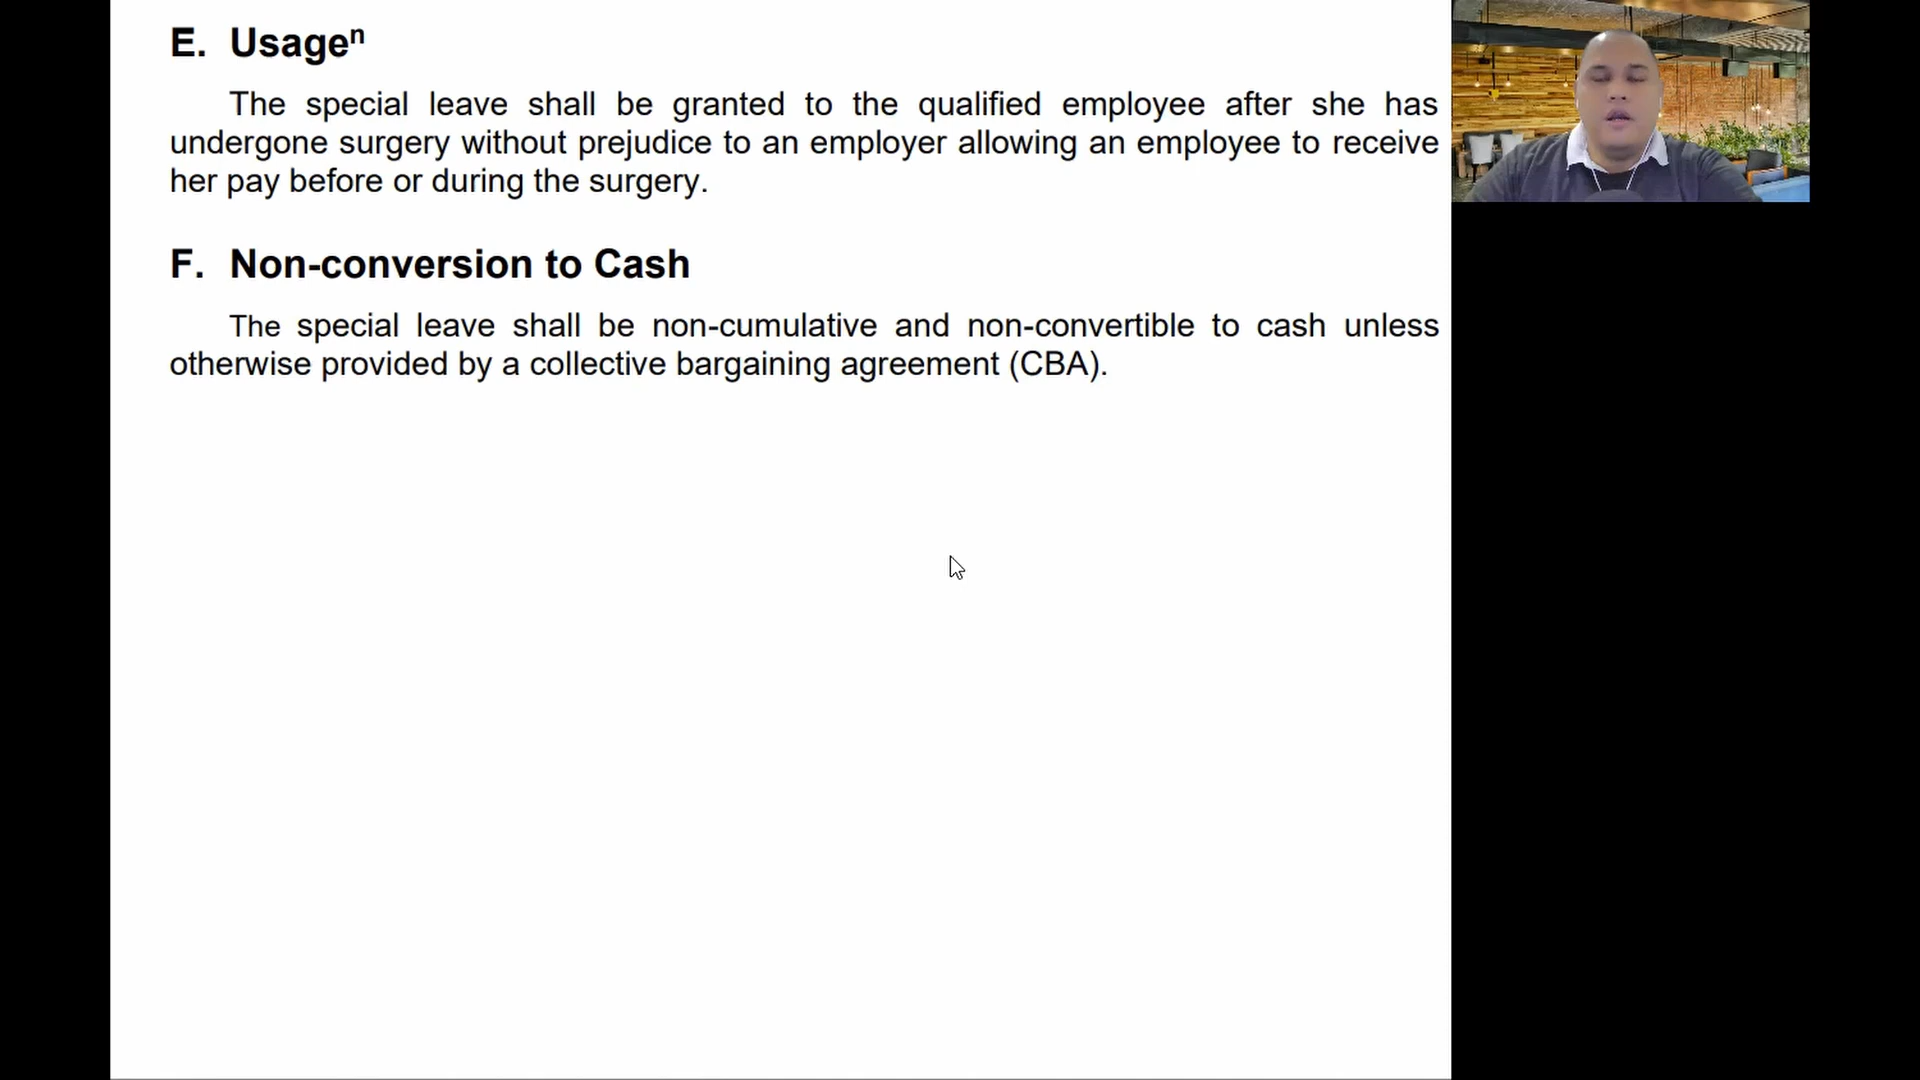 E. Usageⁿ
The special leave shall be granted to the qualified employee after she has
undergone surgery without prejudice to an employer allowing an employee to receive
her pay before or during the surgery.
F. Non-conversion to Cash
The special leave shall be non-cumulative and non-convertible to cash unless
otherwise provided by a collective bargaining agreement (CBA).